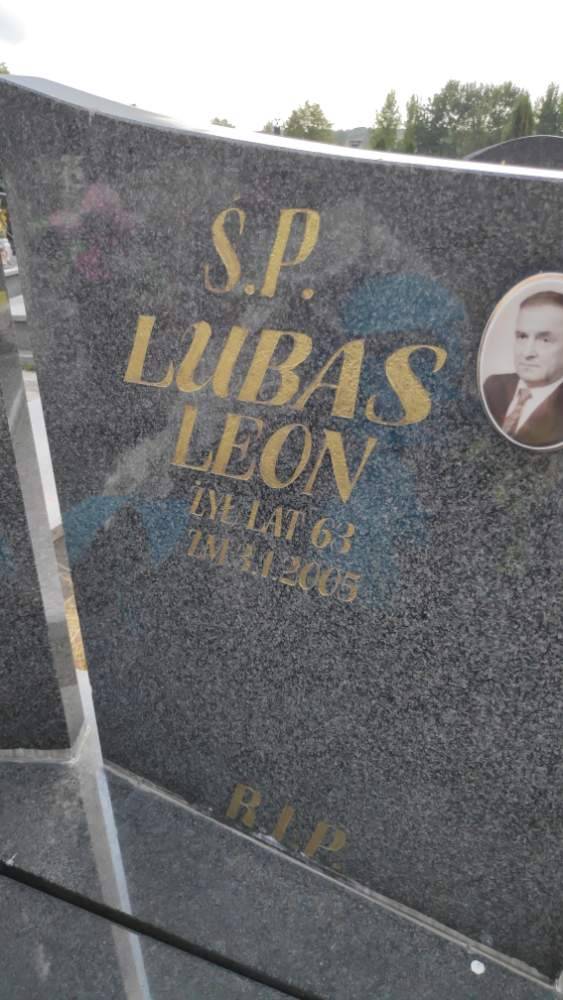 Ś.P.
LUBAS
LEON
ŻYŁ LAT 63
ZM 3.1.2005
R I P